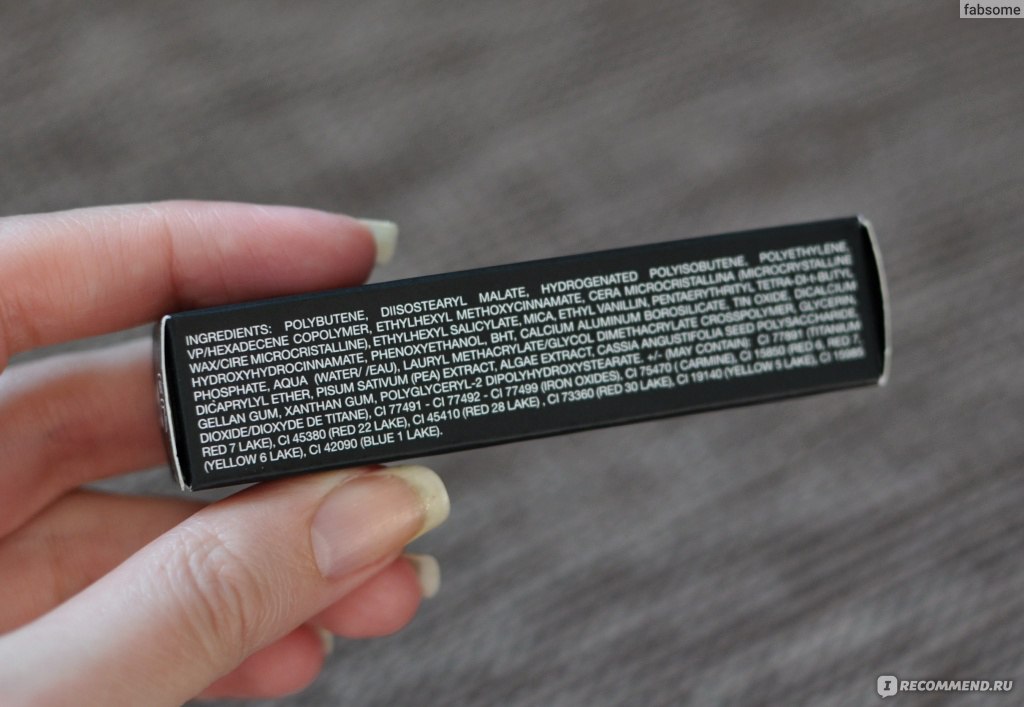 fabsome
INGREDIENTS: POLYBUTENE, DIISOSTEARYL MALATE, HYDROGENATED POLYISOBUTENE, POLYETHYLENE,
VP/HEXADECENE COPOLYMER, ETHYLHEXYL METHOXYCINNAMATE, CERA MICROCRISTALLINA (MICROCRYSTALLINE
WAX/CIRE MICROCRISTALLINE), ETHYLHEXYL SALICYLATE, MICA, ETHYL VANILLIN, PENTAERYTHRITYL TETRA-DI-t-BUTYL
HYDROXYHYDROCINNAMATE, PHENOXYETHANOL, BHT, CALCIUM ALUMINUM BOROSILICATE, TIN OXIDE, DICALCIUM
PHOSPHATE, AQUA (WATER/ /EAU), LAURYL METHACRYLATE/GLYCOL DIMETHACRYLATE CROSSPOLYMER, GLYCERIN,
DICAPRYLYL ETHER, PISUM SATIVUM (PEA) EXTRACT, ALGAE EXTRACT, CASSIA ANGUSTIFOLIA SEED POLYSACCHARIDE
GELLAN GUM, XANTHAN GUM, POLYGLYCERYL-2 DIPOLYHYDROXYSTEARATE. +/- (MAY CONTAIN): CI 77891 (TITANIUM
DIOXIDE/DIOXYDE DE TITANE), CI 77491 - CI 77492 - CI 77499 (IRON OXIDES), CI 75470 ( CARMINE), CI 15850 (RED 6, RED 7,
RED 7 LAKE), CI 45380 (RED 22 LAKE), CI 45410 (RED 28 LAKE) , CI 73360 (RED 30 LAKE), CI 19140 (YELLOW 5 LAKE), CI 15985
(YELLOW 6 LAKE), CI 42090 (BLUE 1 LAKE).
IRECOMMEND.RU